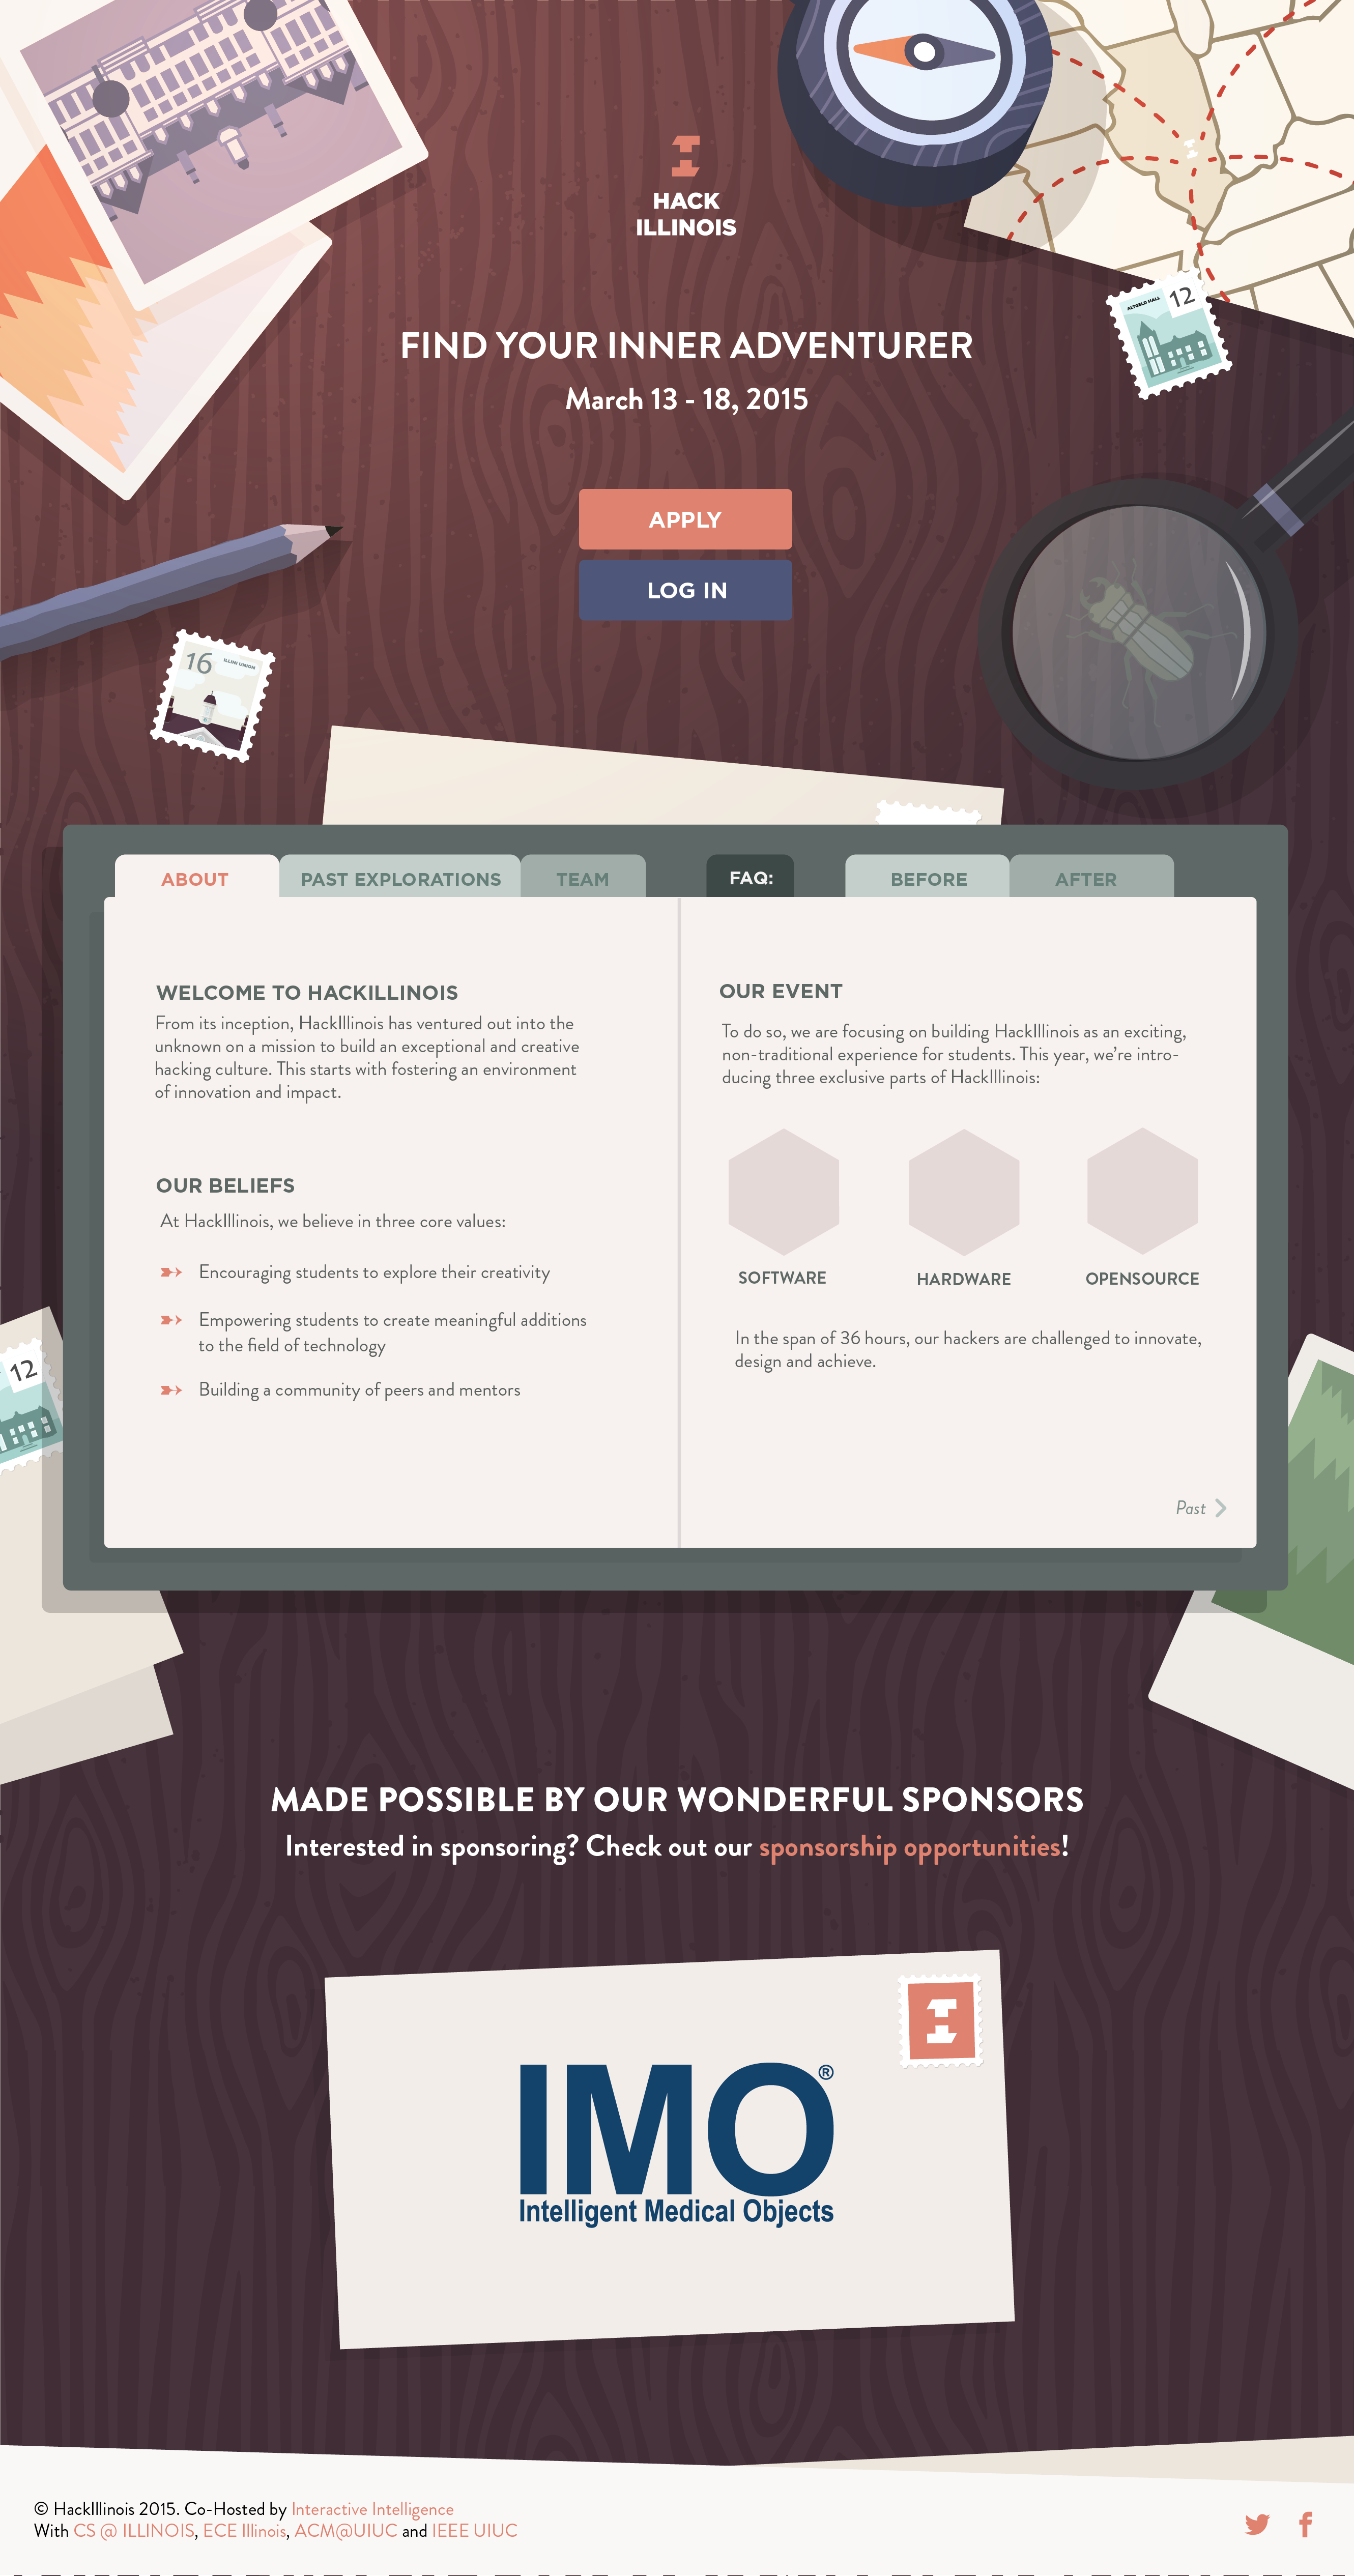 HACK
ILLINOIS
ALTGELD HALL
12
FIND YOUR INNER ADVENTURER
March 13 - 18, 2015
APPLY
LOG IN
16
ILLINI UNION
ABOUT
PAST EXPLORATIONS
TEAM
FAQ:
BEFORE
AFTER
WELCOME TO HACKILLINOIS
From its inception, HackIllinois has ventured out into the
unknown on a mission to build an exceptional and creative
hacking culture. This starts with fostering an environment
of innovation and impact.
OUR BELIEFS
At HackIllinois, we believe in three core values:
Encouraging students to explore their creativity
Empowering students to create meaningful additions
to the field of technology
Building a community of peers and mentors
OUR EVENT
To do so, we are focusing on building HackIllinois as an exciting,
non-traditional experience for students. This year, we're intro-
ducing three exclusive parts of HackIllinois:
SOFTWARE
HARDWARE
OPENSOURCE
In the span of 36 hours, our hackers are challenged to innovate,
design and achieve.
Past
12
MADE POSSIBLE BY OUR WONDERFUL SPONSORS
Interested in sponsoring? Check out our sponsorship opportunities!
IMO®
Intelligent Medical Objects
© HackIllinois 2015. Co-Hosted by Interactive Intelligence
With CS @ ILLINOIS, ECE Illinois, ACM@UIUC and IEEE UIUC